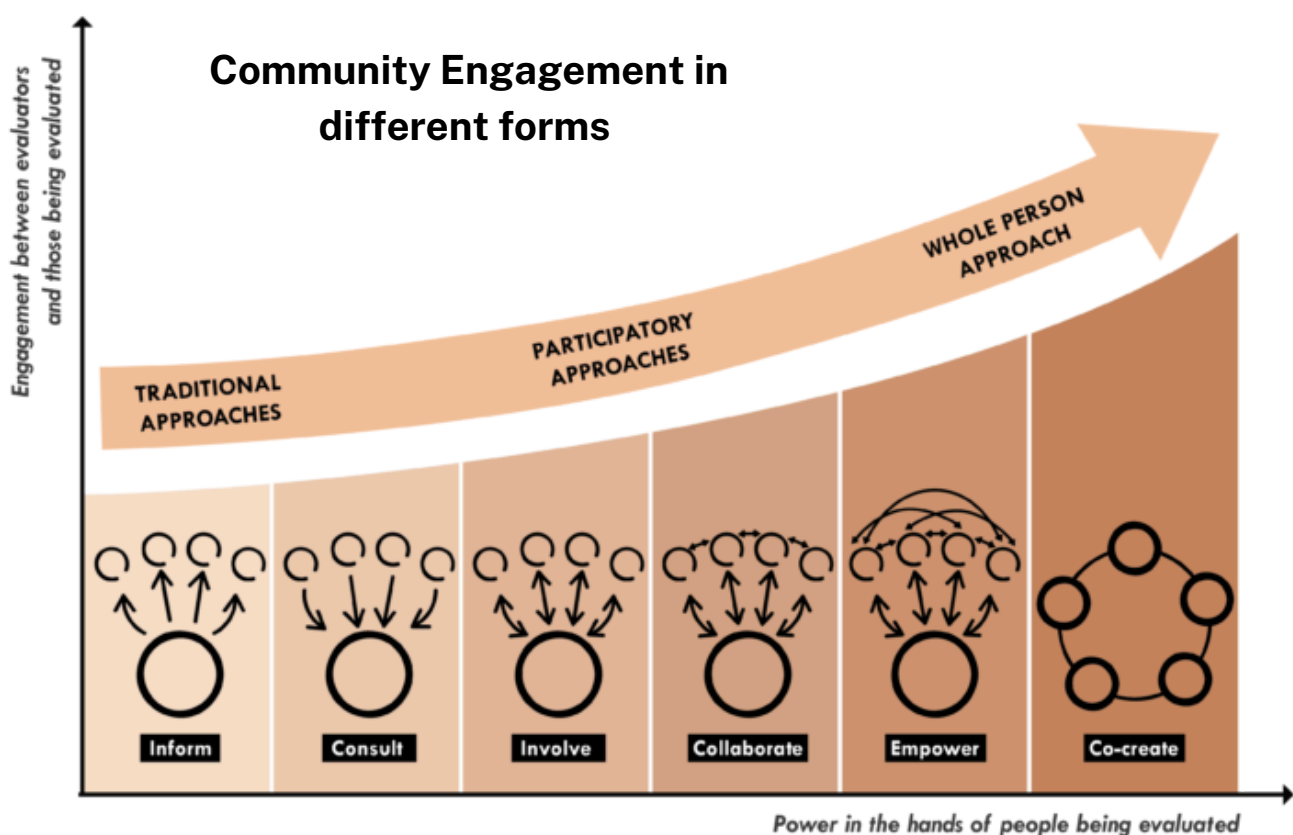 Community Engagement in
different forms
Engagement between evaluators
and those being evaluated
TRADITIONAL
APPROACHES
PARTICIPATORY
APPROACHES
WHOLE PERSON
APPROACH
Inform
Consult
Involve
Collaborate
Empower
Co-create
Power in the hands of people being evaluated